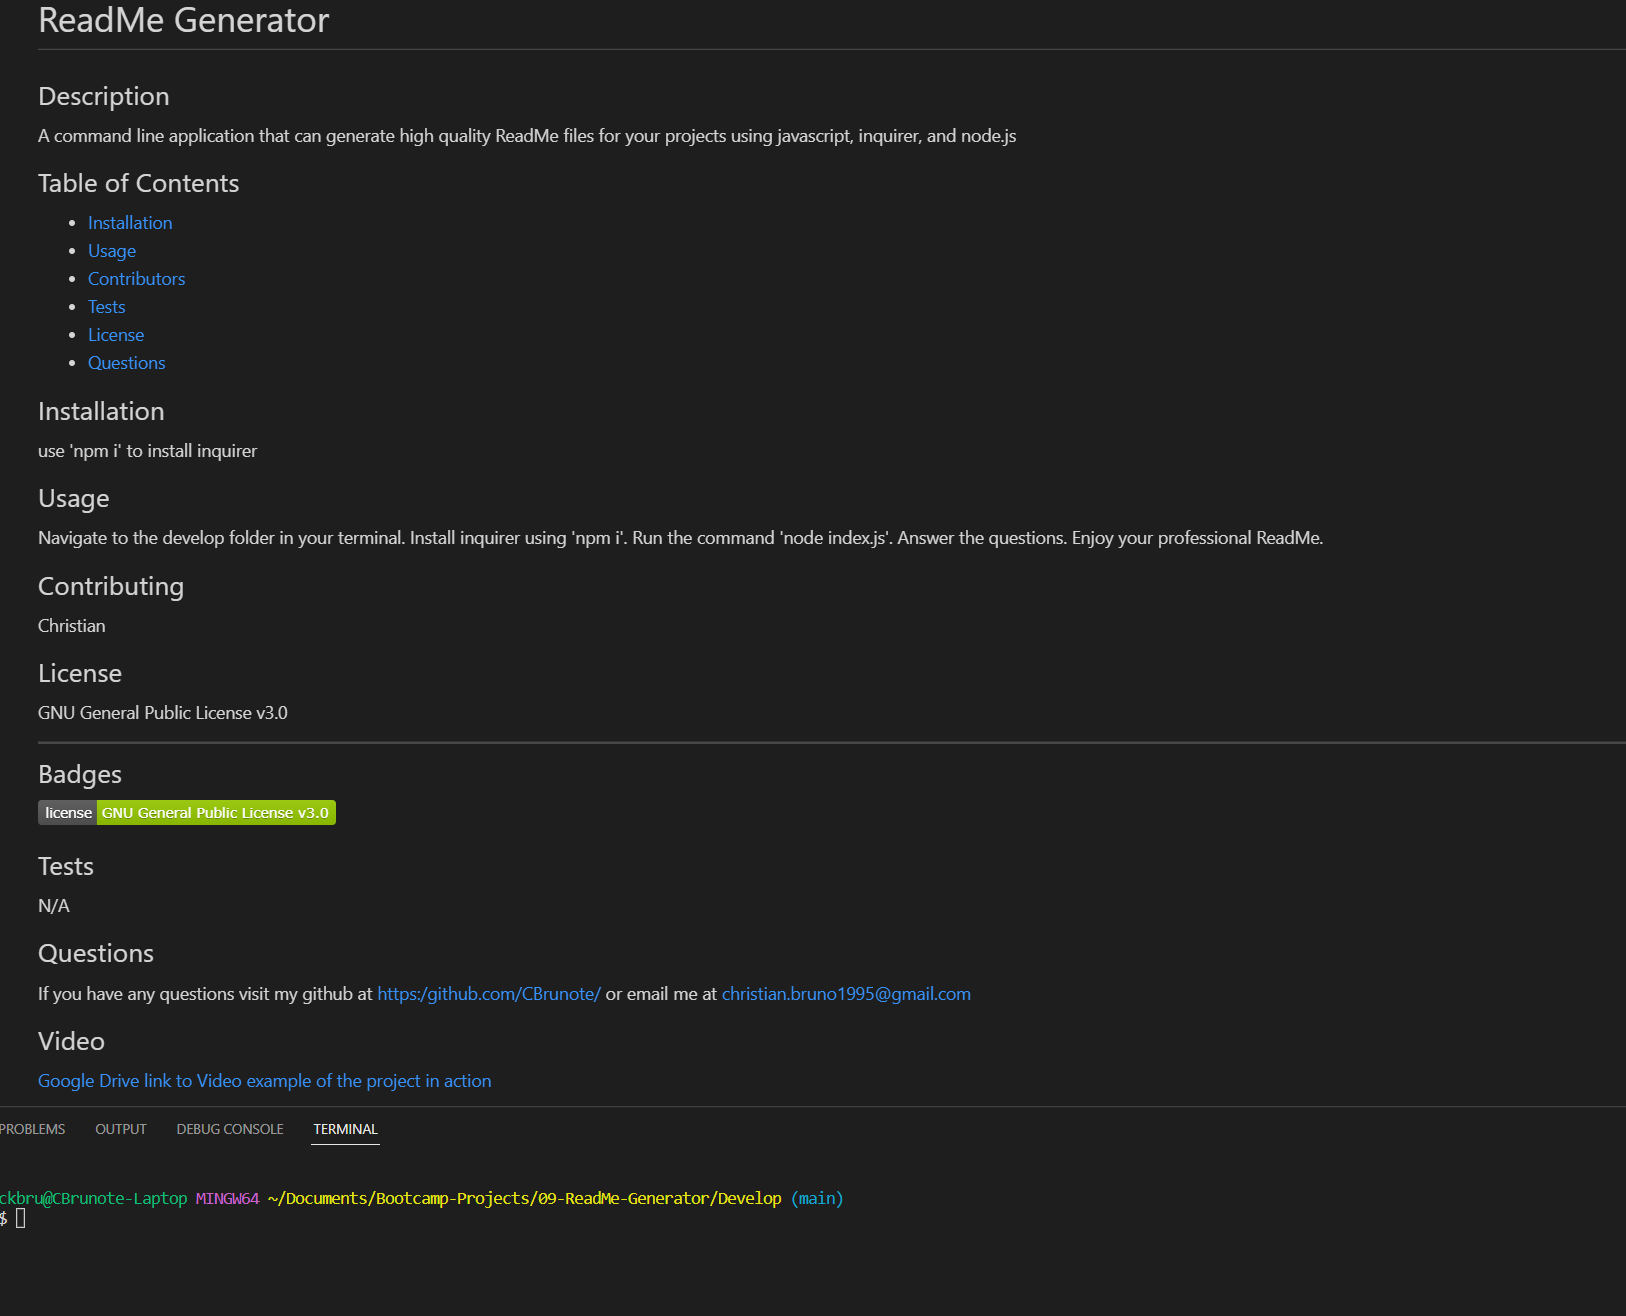 ReadMe Generator
Description
A command line application that can generate high quality ReadMe files for your projects using javascript, inquirer, and node.js
Table of Contents
Installation
Usage
Contributors
Tests
License
Questions
Installation
use 'npm i' to install inquirer
Usage
Navigate to the develop folder in your terminal. Install inquirer using 'npm i'. Run the command 'node index.js'. Answer the questions. Enjoy your professional ReadMe.
Contributing
Christian
License
GNU General Public License v3.0
Badges
license GNU General Public License v3.0
Tests
N/A
Questions
If you have any questions visit my github at https:/github.com/CBrunote/ or email me at christian.bruno1995@gmail.com
Video
Google Drive link to Video example of the project in action
PROBLEMS OUTPUT DEBUG CONSOLE TERMINAL
ckbru@CBrunote-Laptop MINGW64 ~/Documents/Bootcamp-Projects/09-ReadMe-Generator/Develop (main)
$